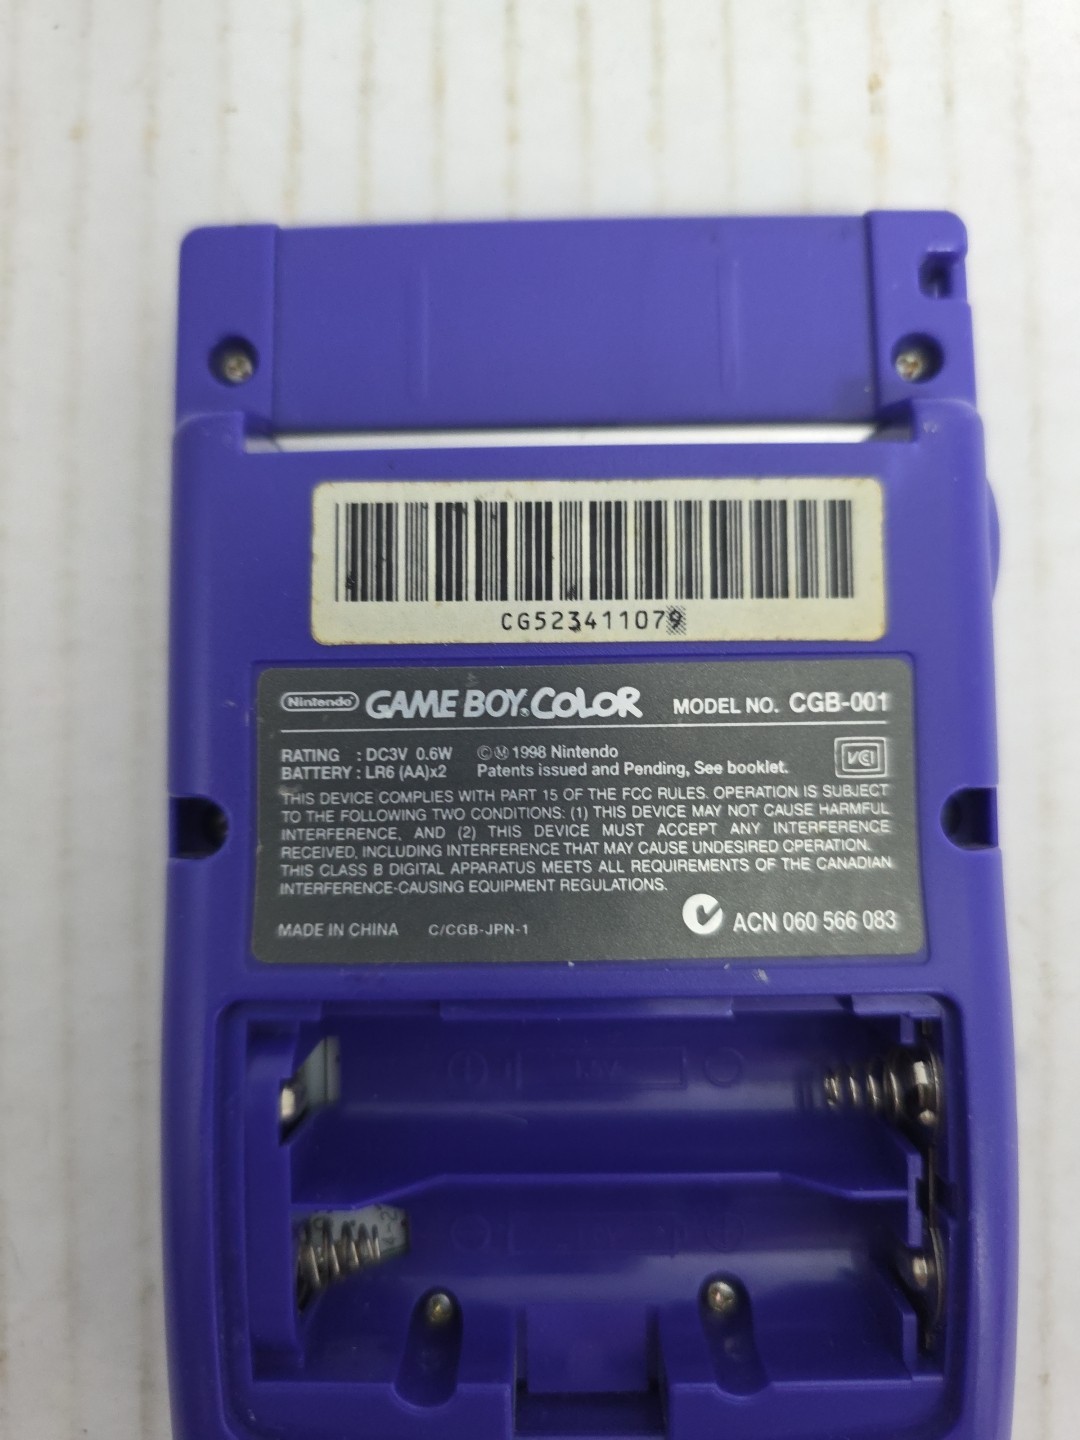 CG523411079
Nintendo GAME BOY COLOR MODEL NO. CGB-001
RATING : DC3V 0.6W ©Ⓜ 1998 Nintendo
BATTERY : LR6 (AA)x2 Patents issued and Pending, See booklet.
VCI
THIS DEVICE COMPLIES WITH PART 15 OF THE FCC RULES. OPERATION IS SUBJECT
TO THE FOLLOWING TWO CONDITIONS: (1) THIS DEVICE MAY NOT CAUSE HARMFUL
INTERFERENCE, AND (2) THIS DEVICE MUST ACCEPT ANY INTERFERENCE
RECEIVED, INCLUDING INTERFERENCE THAT MAY CAUSE UNDESIRED OPERATION.
THIS CLASS B DIGITAL APPARATUS MEETS ALL REQUIREMENTS OF THE CANADIAN
INTERFERENCE-CAUSING EQUIPMENT REGULATIONS.
MADE IN CHINA C/CGB-JPN-1 ACN 060 566 083